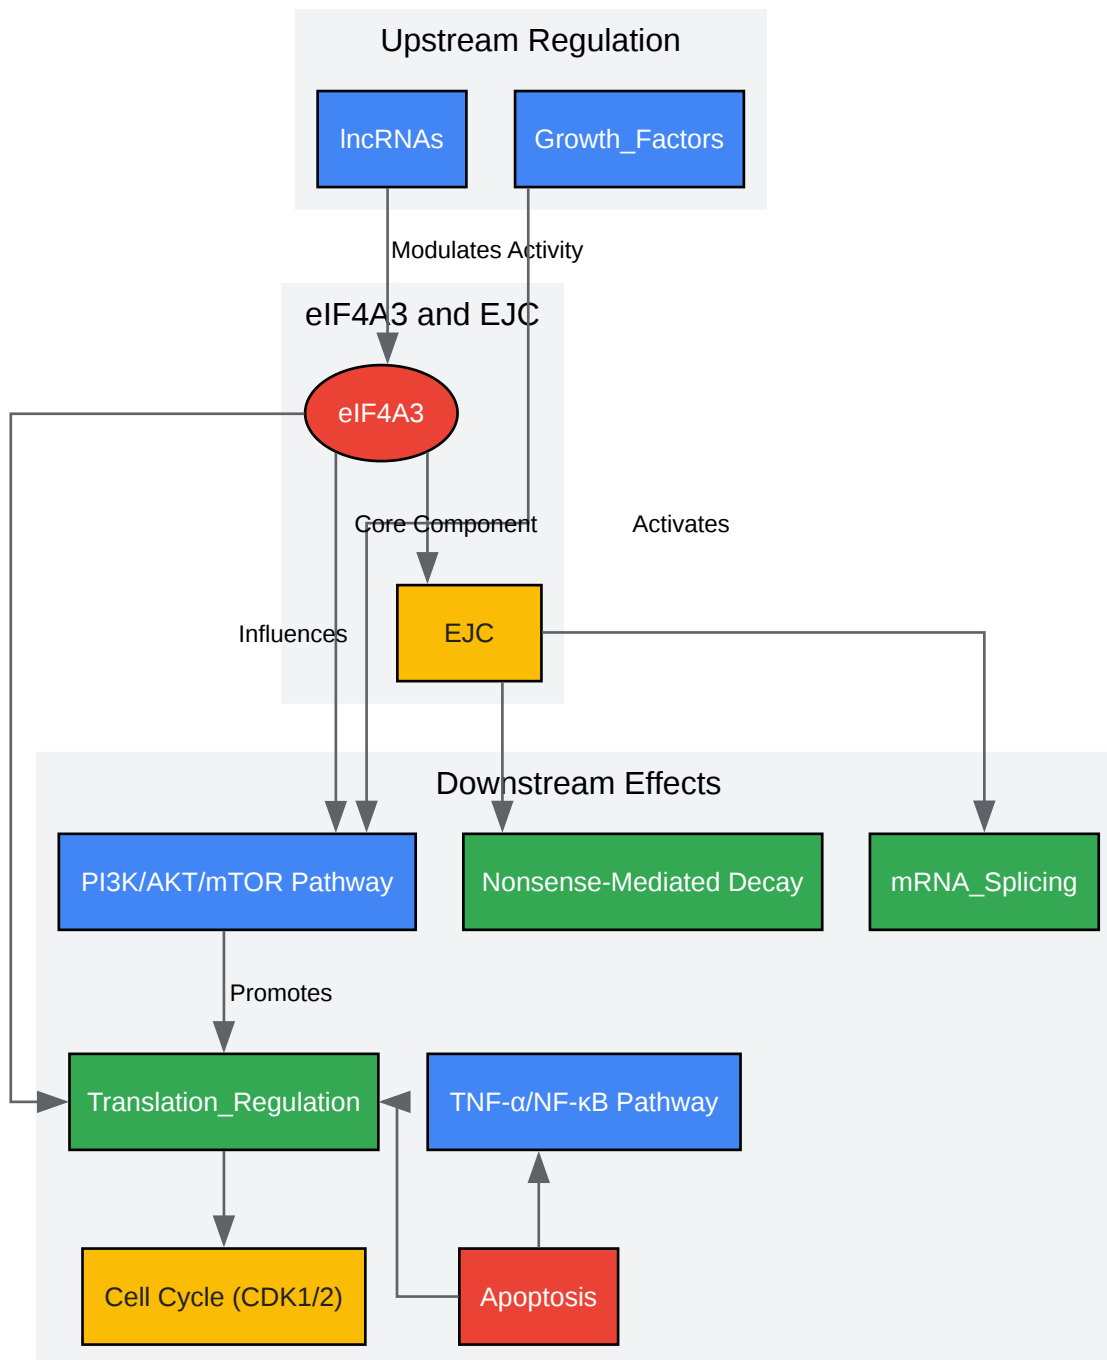 Upstream Regulation
lncRNAs
Growth_Factors
Modulates Activity
eIF4A3 and EJC
eIF4A3
Core Component
Activates
Influences
EJC
Downstream Effects
PI3K/AKT/mTOR Pathway
Nonsense-Mediated Decay
mRNA_Splicing
Promotes
Translation_Regulation
TNF-α/NF-κB Pathway
Cell Cycle (CDK1/2)
Apoptosis